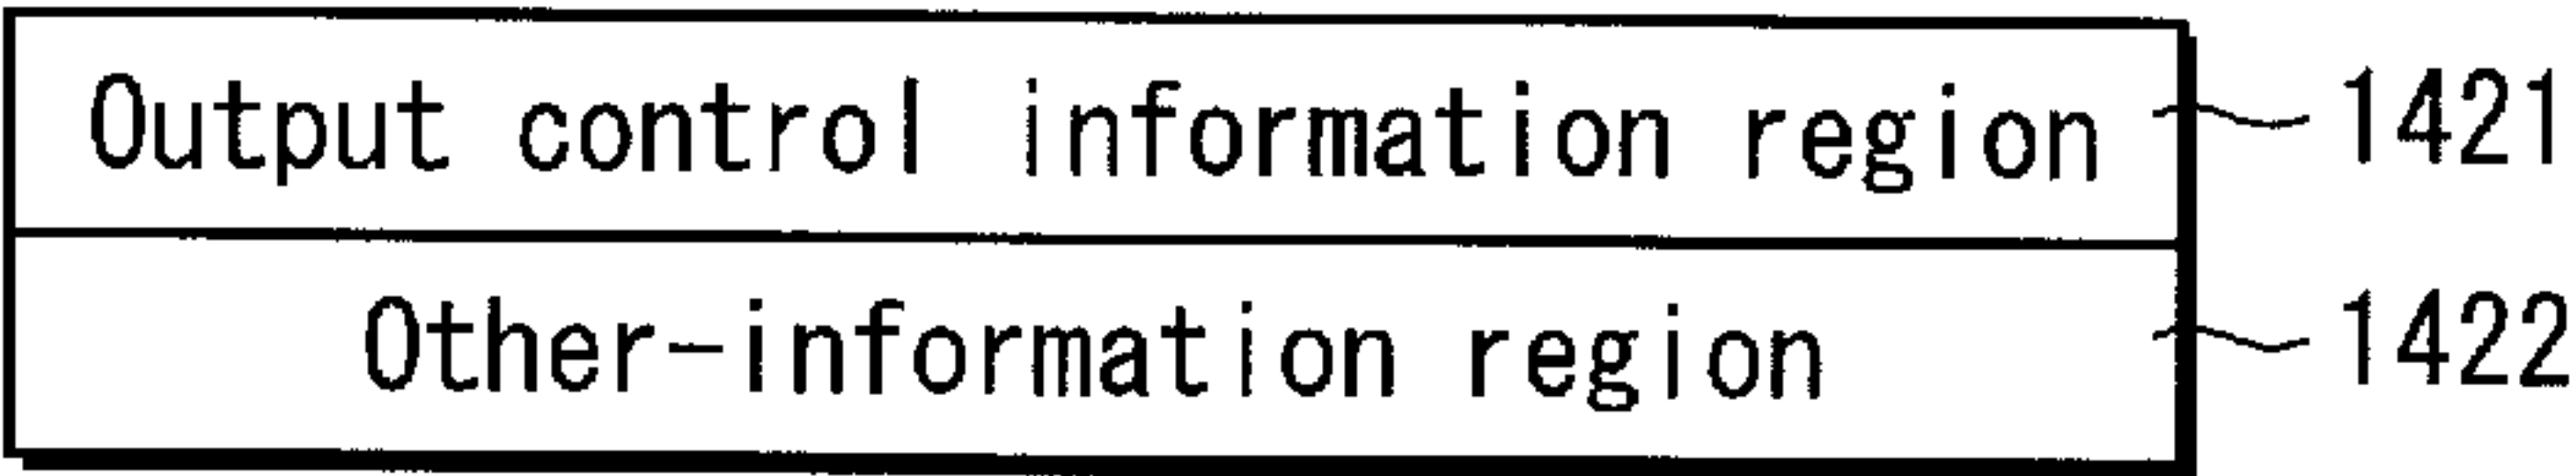 Output control information region 1421
Other-information region 1422